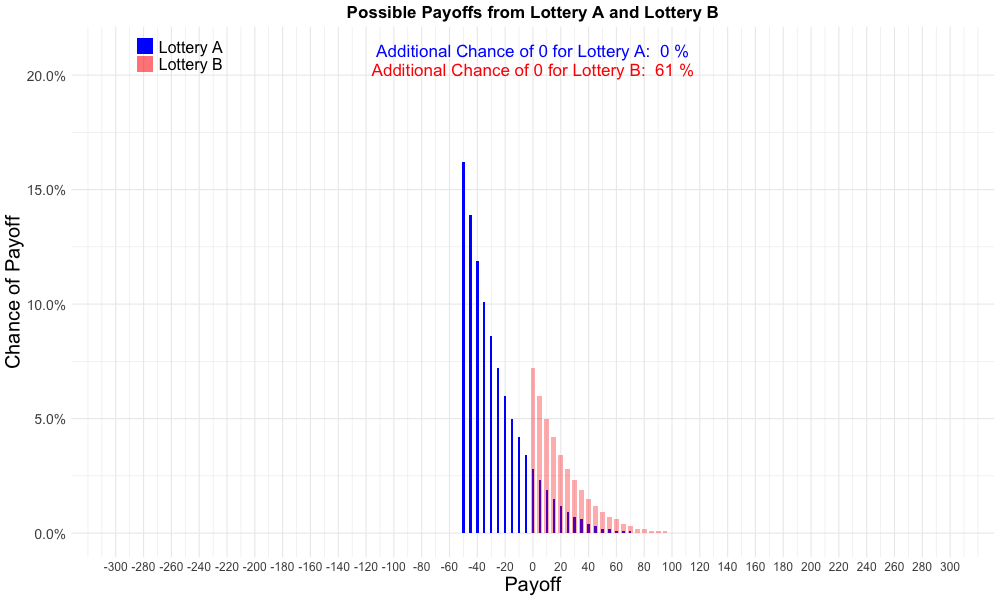 Possible Payoffs from Lottery A and Lottery B
Lottery A
Lottery B
Additional Chance of 0 for Lottery A:  0 %
Additional Chance of 0 for Lottery B:  61 %
Chance of Payoff
20.0%
15.0%
10.0%
5.0%
0.0%
-300 -280 -260 -240 -220 -200 -180 -160 -140 -120 -100 -80 -60 -40 -20 0 20 40 60 80 100 120 140 160 180 200 220 240 260 280 300
Payoff